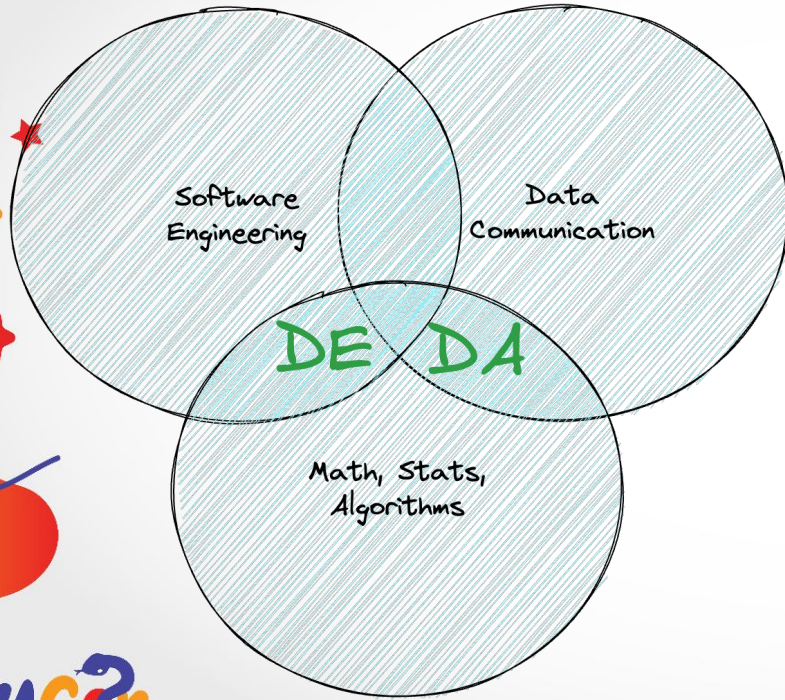 Software
Engineering
Data
Communication
DE DA
Math, Stats,
Algorithms